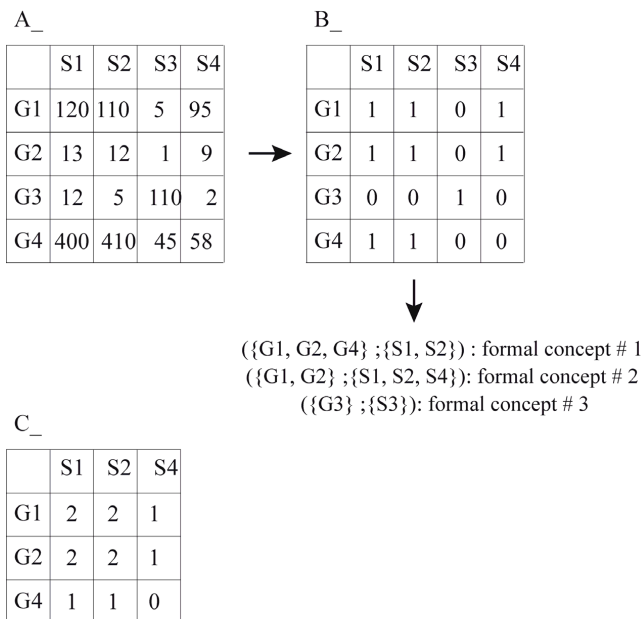 A_
S1 S2 S3 S4
G1 120 110 5 95
G2 13 12 1 9
G3 12 5 110 2
G4 400 410 45 58
B_
S1 S2 S3 S4
G1 1 1 0 1
G2 1 1 0 1
G3 0 0 1 0
G4 1 1 0 0
({G1, G2, G4} ;{S1, S2}) : formal concept # 1
({G1, G2} ;{S1, S2, S4}): formal concept # 2
({G3} ;{S3}): formal concept # 3
C_
S1 S2 S4
G1 2 2 1
G2 2 2 1
G4 1 1 0